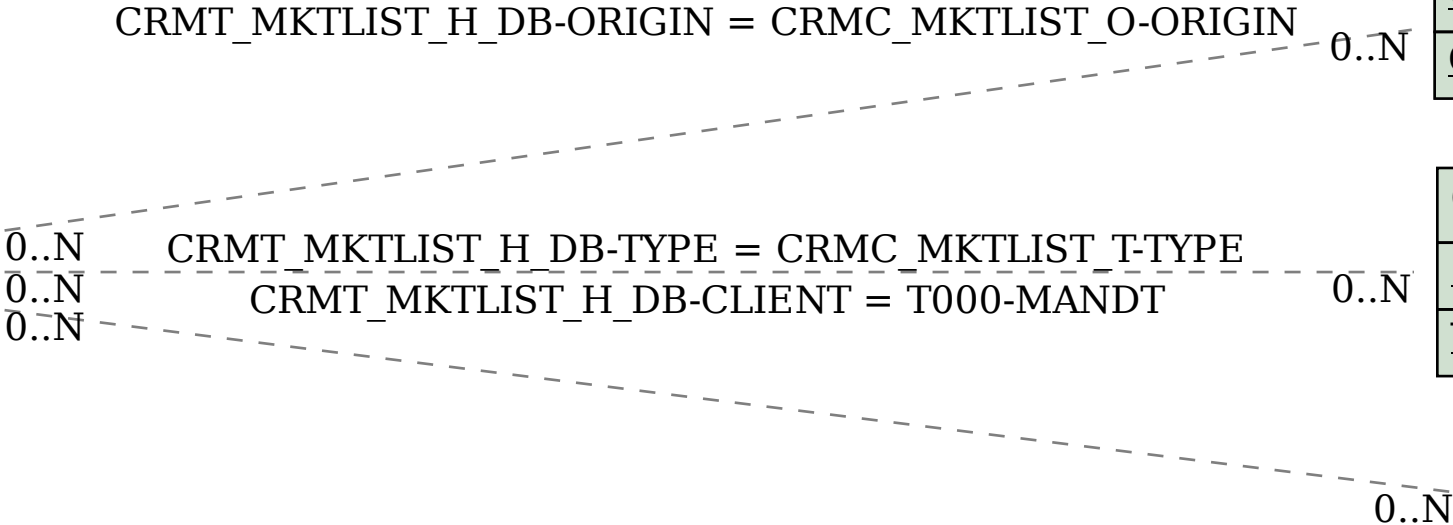 CRMT_MKTLIST_H_DB-ORIGIN = CRMC_MKTLIST_O-ORIGIN
0..N
0..N
CRMT_MKTLIST_H_DB-TYPE = CRMC_MKTLIST_T-TYPE
0..N
CRMT_MKTLIST_H_DB-CLIENT = T000-MANDT
0..N
0..N
0..N